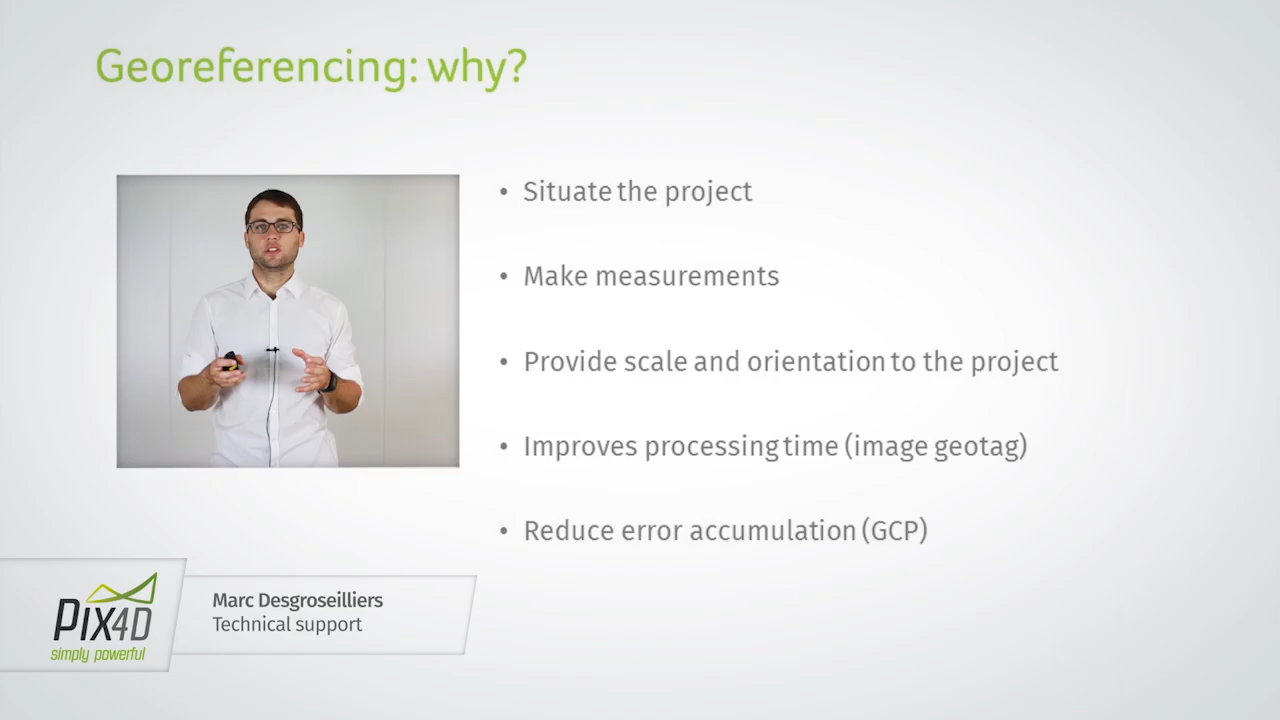 Georeferencing: why?
• Situate the project
• Make measurements
• Provide scale and orientation to the project
• Improves processing time (image geotag)
• Reduce error accumulation (GCP)
Marc Desgroseilliers
Technical support
PIX4D
simply powerful